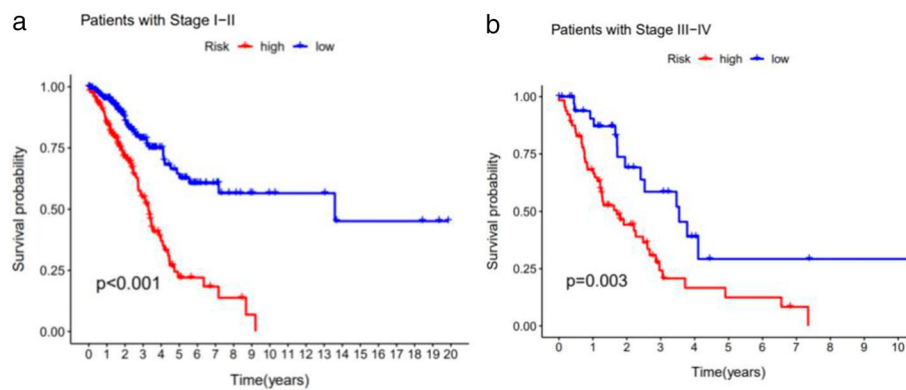 a
Patients with Stage I-II
Risk high low
Survival probability
1.00
0.75
0.50
0.25
0.00
p<0.001
0 1 2 3 4 5 6 7 8 9 10 11 12 13 14 15 16 17 18 19 20
Time(years)
b
Patients with Stage III-IV
Risk high low
Survival probability
1.00
0.75
0.50
0.25
0.00
p=0.003
0 1 2 3 4 5 6 7 8 9 10
Time(years)